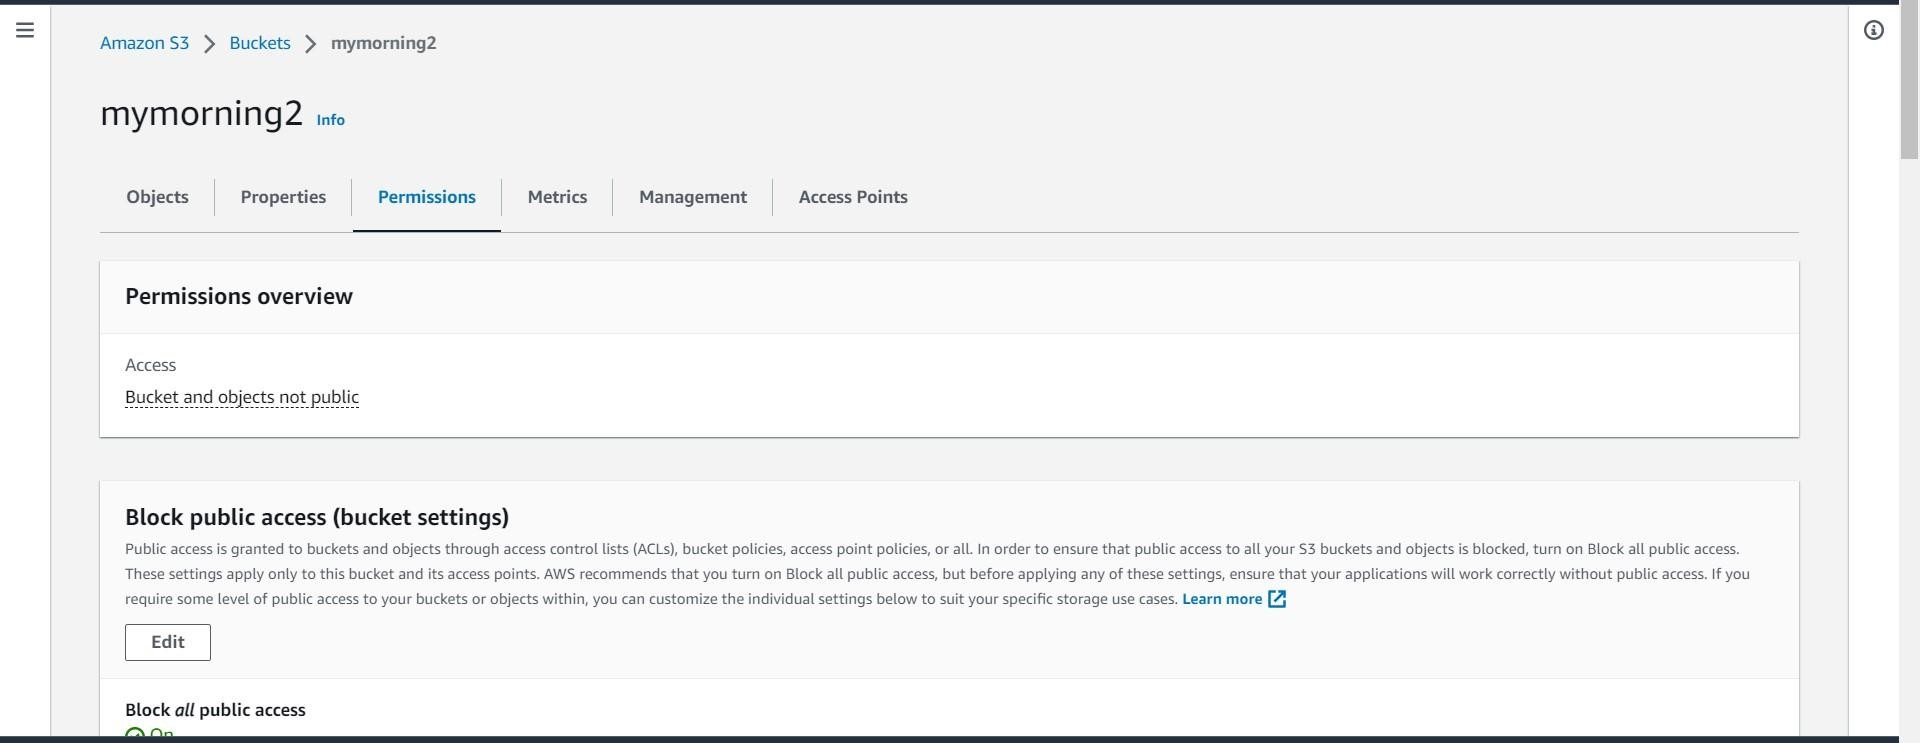 Amazon S3 > Buckets > mymorning2
mymorning2 Info
Objects Properties Permissions Metrics Management Access Points
Permissions overview
Access
Bucket and objects not public
Block public access (bucket settings)
Public access is granted to buckets and objects through access control lists (ACLs), bucket policies, access point policies, or all. In order to ensure that public access to all your S3 buckets and objects is blocked, turn on Block all public access.
These settings apply only to this bucket and its access points. AWS recommends that you turn on Block all public access, but before applying any of these settings, ensure that your applications will work correctly without public access. If you
require some level of public access to your buckets or objects within, you can customize the individual settings below to suit your specific storage use cases. Learn more
Edit
Block all public access
On